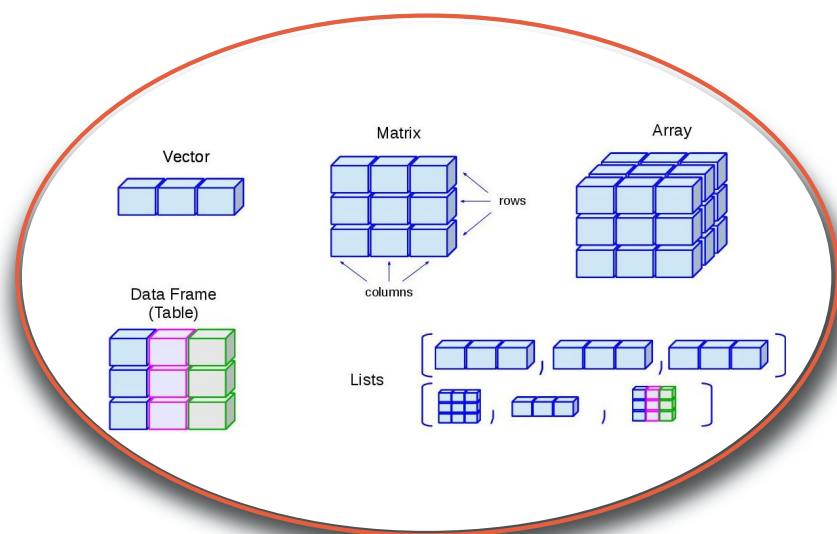 Vector
Matrix
Array
rows
columns
Data Frame
(Table)
Lists